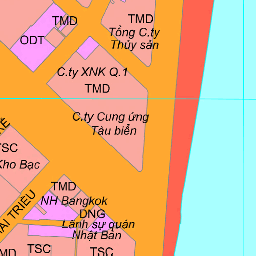 TMD
TMD
ODT
Tổng C.ty
Thủy sản
C.ty XNK Q.1
TMD
C.ty Cung ứng
Tàu biển
TSC
Kho Bạc
TMD
NH Bangkok
TRIỆU
DNG
Lãnh sự quán
Nhật Bản
TSC
TSC